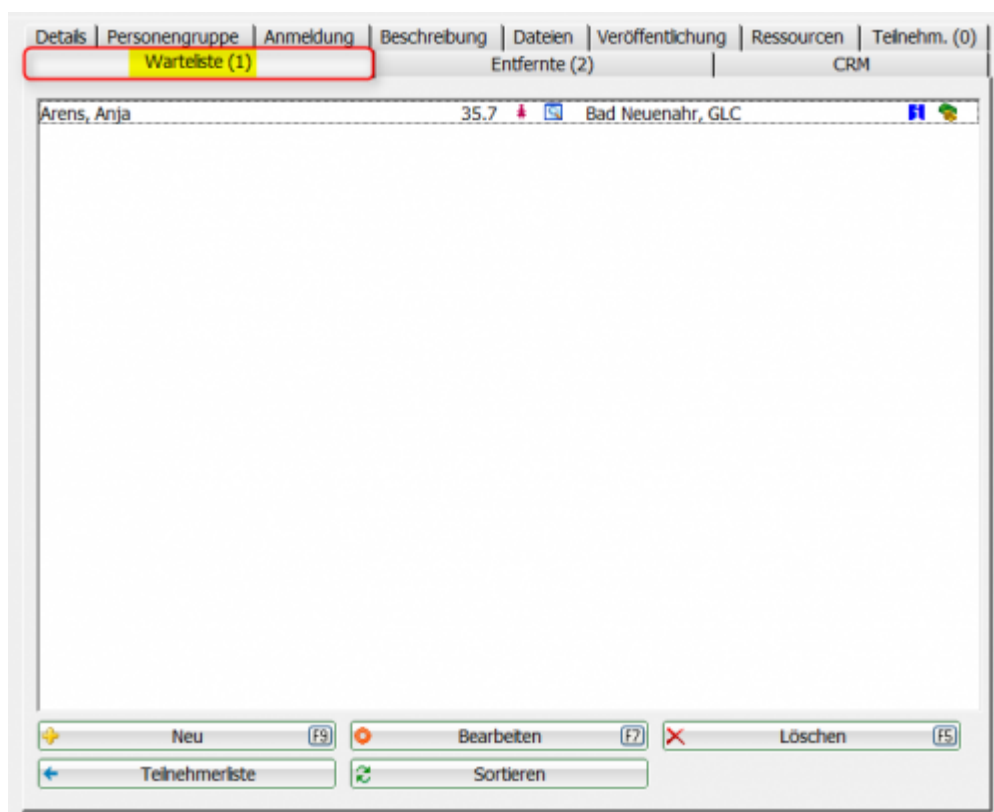 Details Personengruppe Anmeldung Beschreibung Dateien Veröffentlichung Ressourcen Teilnehm. (0)
Warteliste (1) Entfernte (2) CRM
Arens, Anja 35.7 Bad Neuenahr, GLC
Neu F9 Bearbeiten F7 Löschen F5
Teilnehmerliste Sortieren